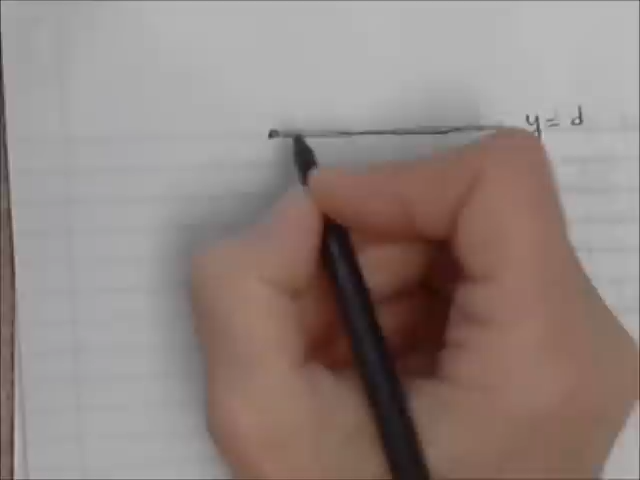 y = d